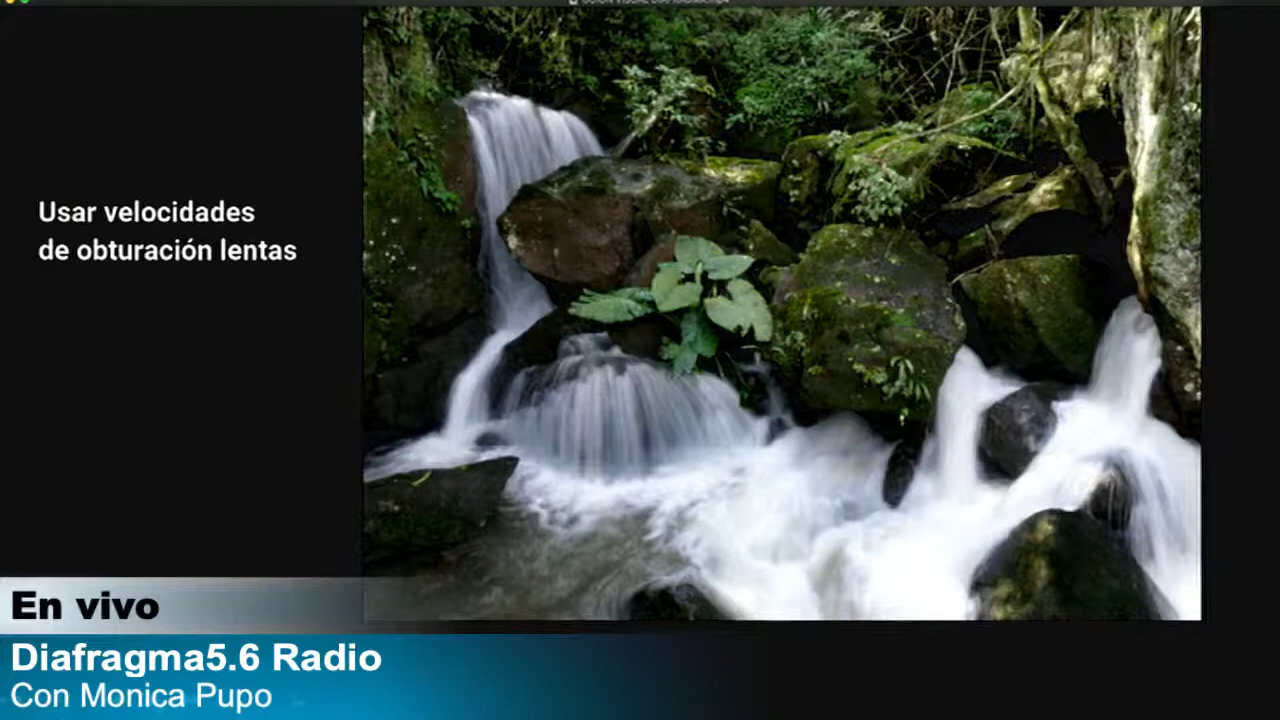 Usar velocidades
de obturación lentas
En vivo
Diafragma5.6 Radio
Con Monica Pupo